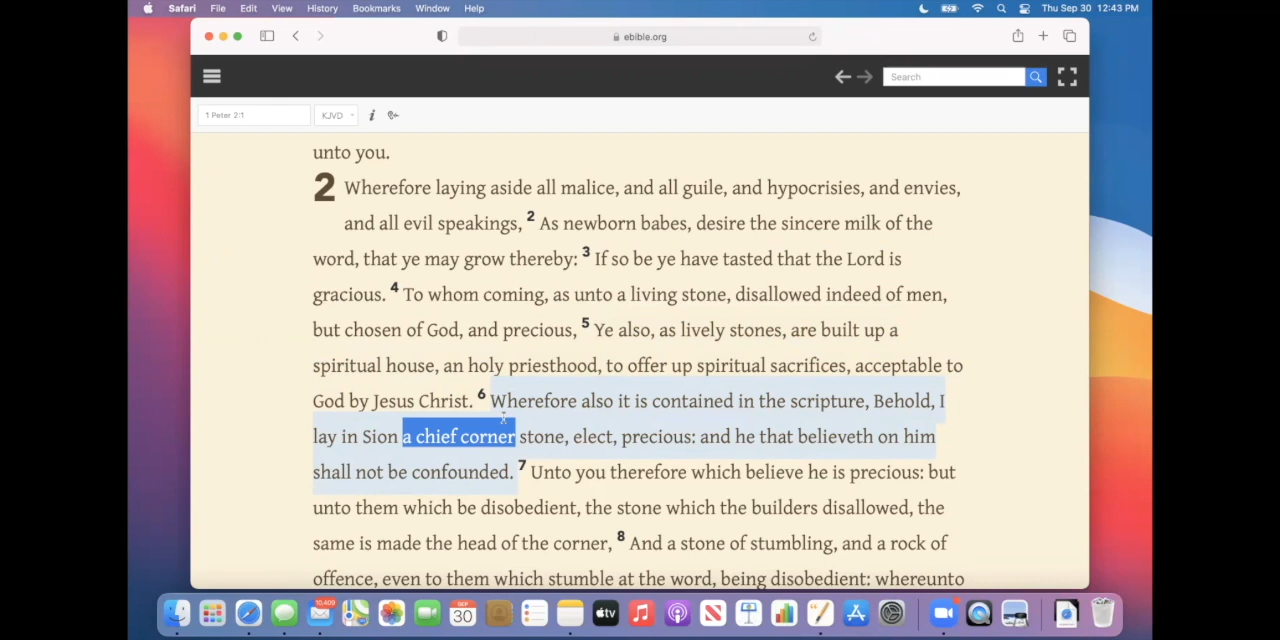 Safari File Edit View History Bookmarks Window Help Thu Sep 30 12:43 PM
ebible.org
Search
1 Peter 2:1 KJVD i
unto you.
2 Wherefore laying aside all malice, and all guile, and hypocrisies, and envies,
and all evil speakings, 2 As newborn babes, desire the sincere milk of the
word, that ye may grow thereby: 3 If so be ye have tasted that the Lord is
gracious. 4 To whom coming, as unto a living stone, disallowed indeed of men,
but chosen of God, and precious, 5 Ye also, as lively stones, are built up a
spiritual house, an holy priesthood, to offer up spiritual sacrifices, acceptable to
God by Jesus Christ. 6 Wherefore also it is contained in the scripture, Behold, I
lay in Sion a chief corner stone, elect, precious: and he that believeth on him
shall not be confounded. 7 Unto you therefore which believe he is precious: but
unto them which be disobedient, the stone which the builders disallowed, the
same is made the head of the corner, 8 And a stone of stumbling, and a rock of
offence, even to them which stumble at the word, being disobedient: whereunto
10,409
SEP
30
tv